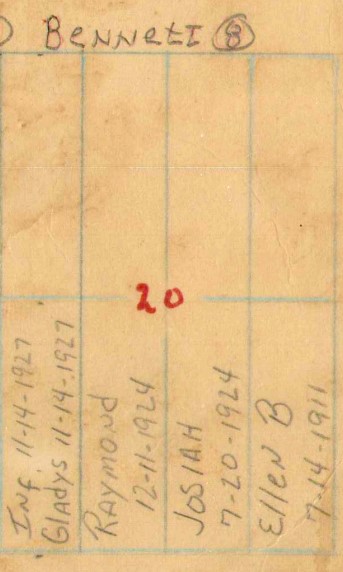 BENNETT 8
20
Inf. 11-14-1927
Gladys 11-14-1927
RAYMOND
12-11-1924
JOSIAH
7-20-1924
Ellen B
7-14-1911